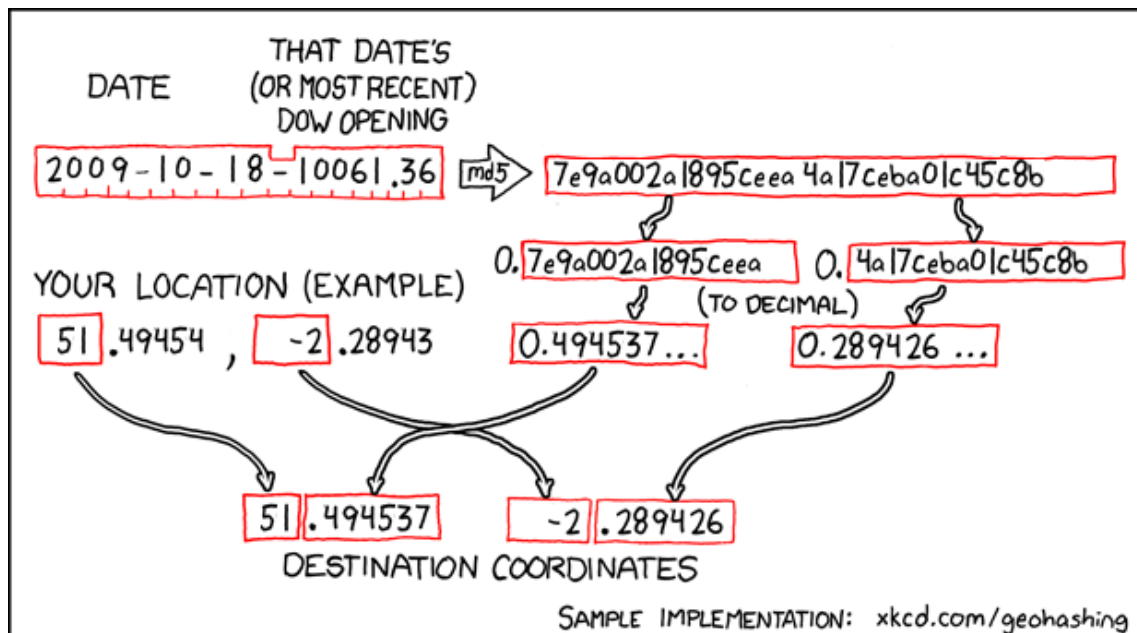 DATE
THAT DATE'S
(OR MOST RECENT)
DOW OPENING
2009-10-18-10061.36
md5
7e9a002a1895ceea4a17ceba01c45c8b
0.7e9a002a1895ceea
0.4a17ceba01c45c8b
YOUR LOCATION (EXAMPLE)
(TO DECIMAL)
51.49454, -2.28943
0.494537...
0.289426...
51.494537
-2.289426
DESTINATION COORDINATES
SAMPLE IMPLEMENTATION: xkcd.com/geohashing